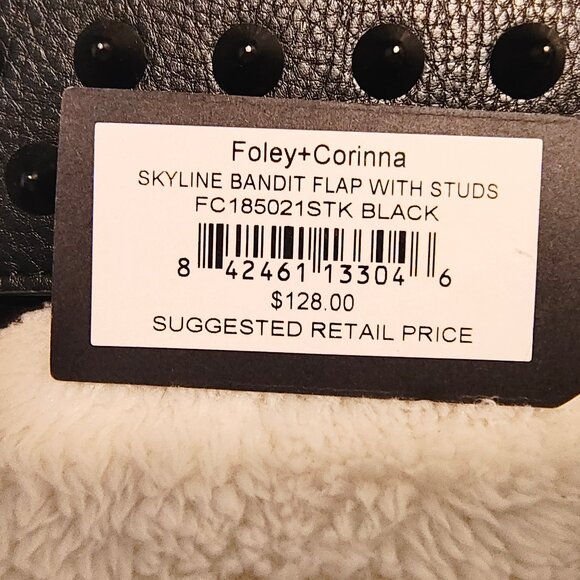 Foley+Corinna
SKYLINE BANDIT FLAP WITH STUDS
FC185021STK BLACK
8 42461 13304 6
$128.00
SUGGESTED RETAIL PRICE